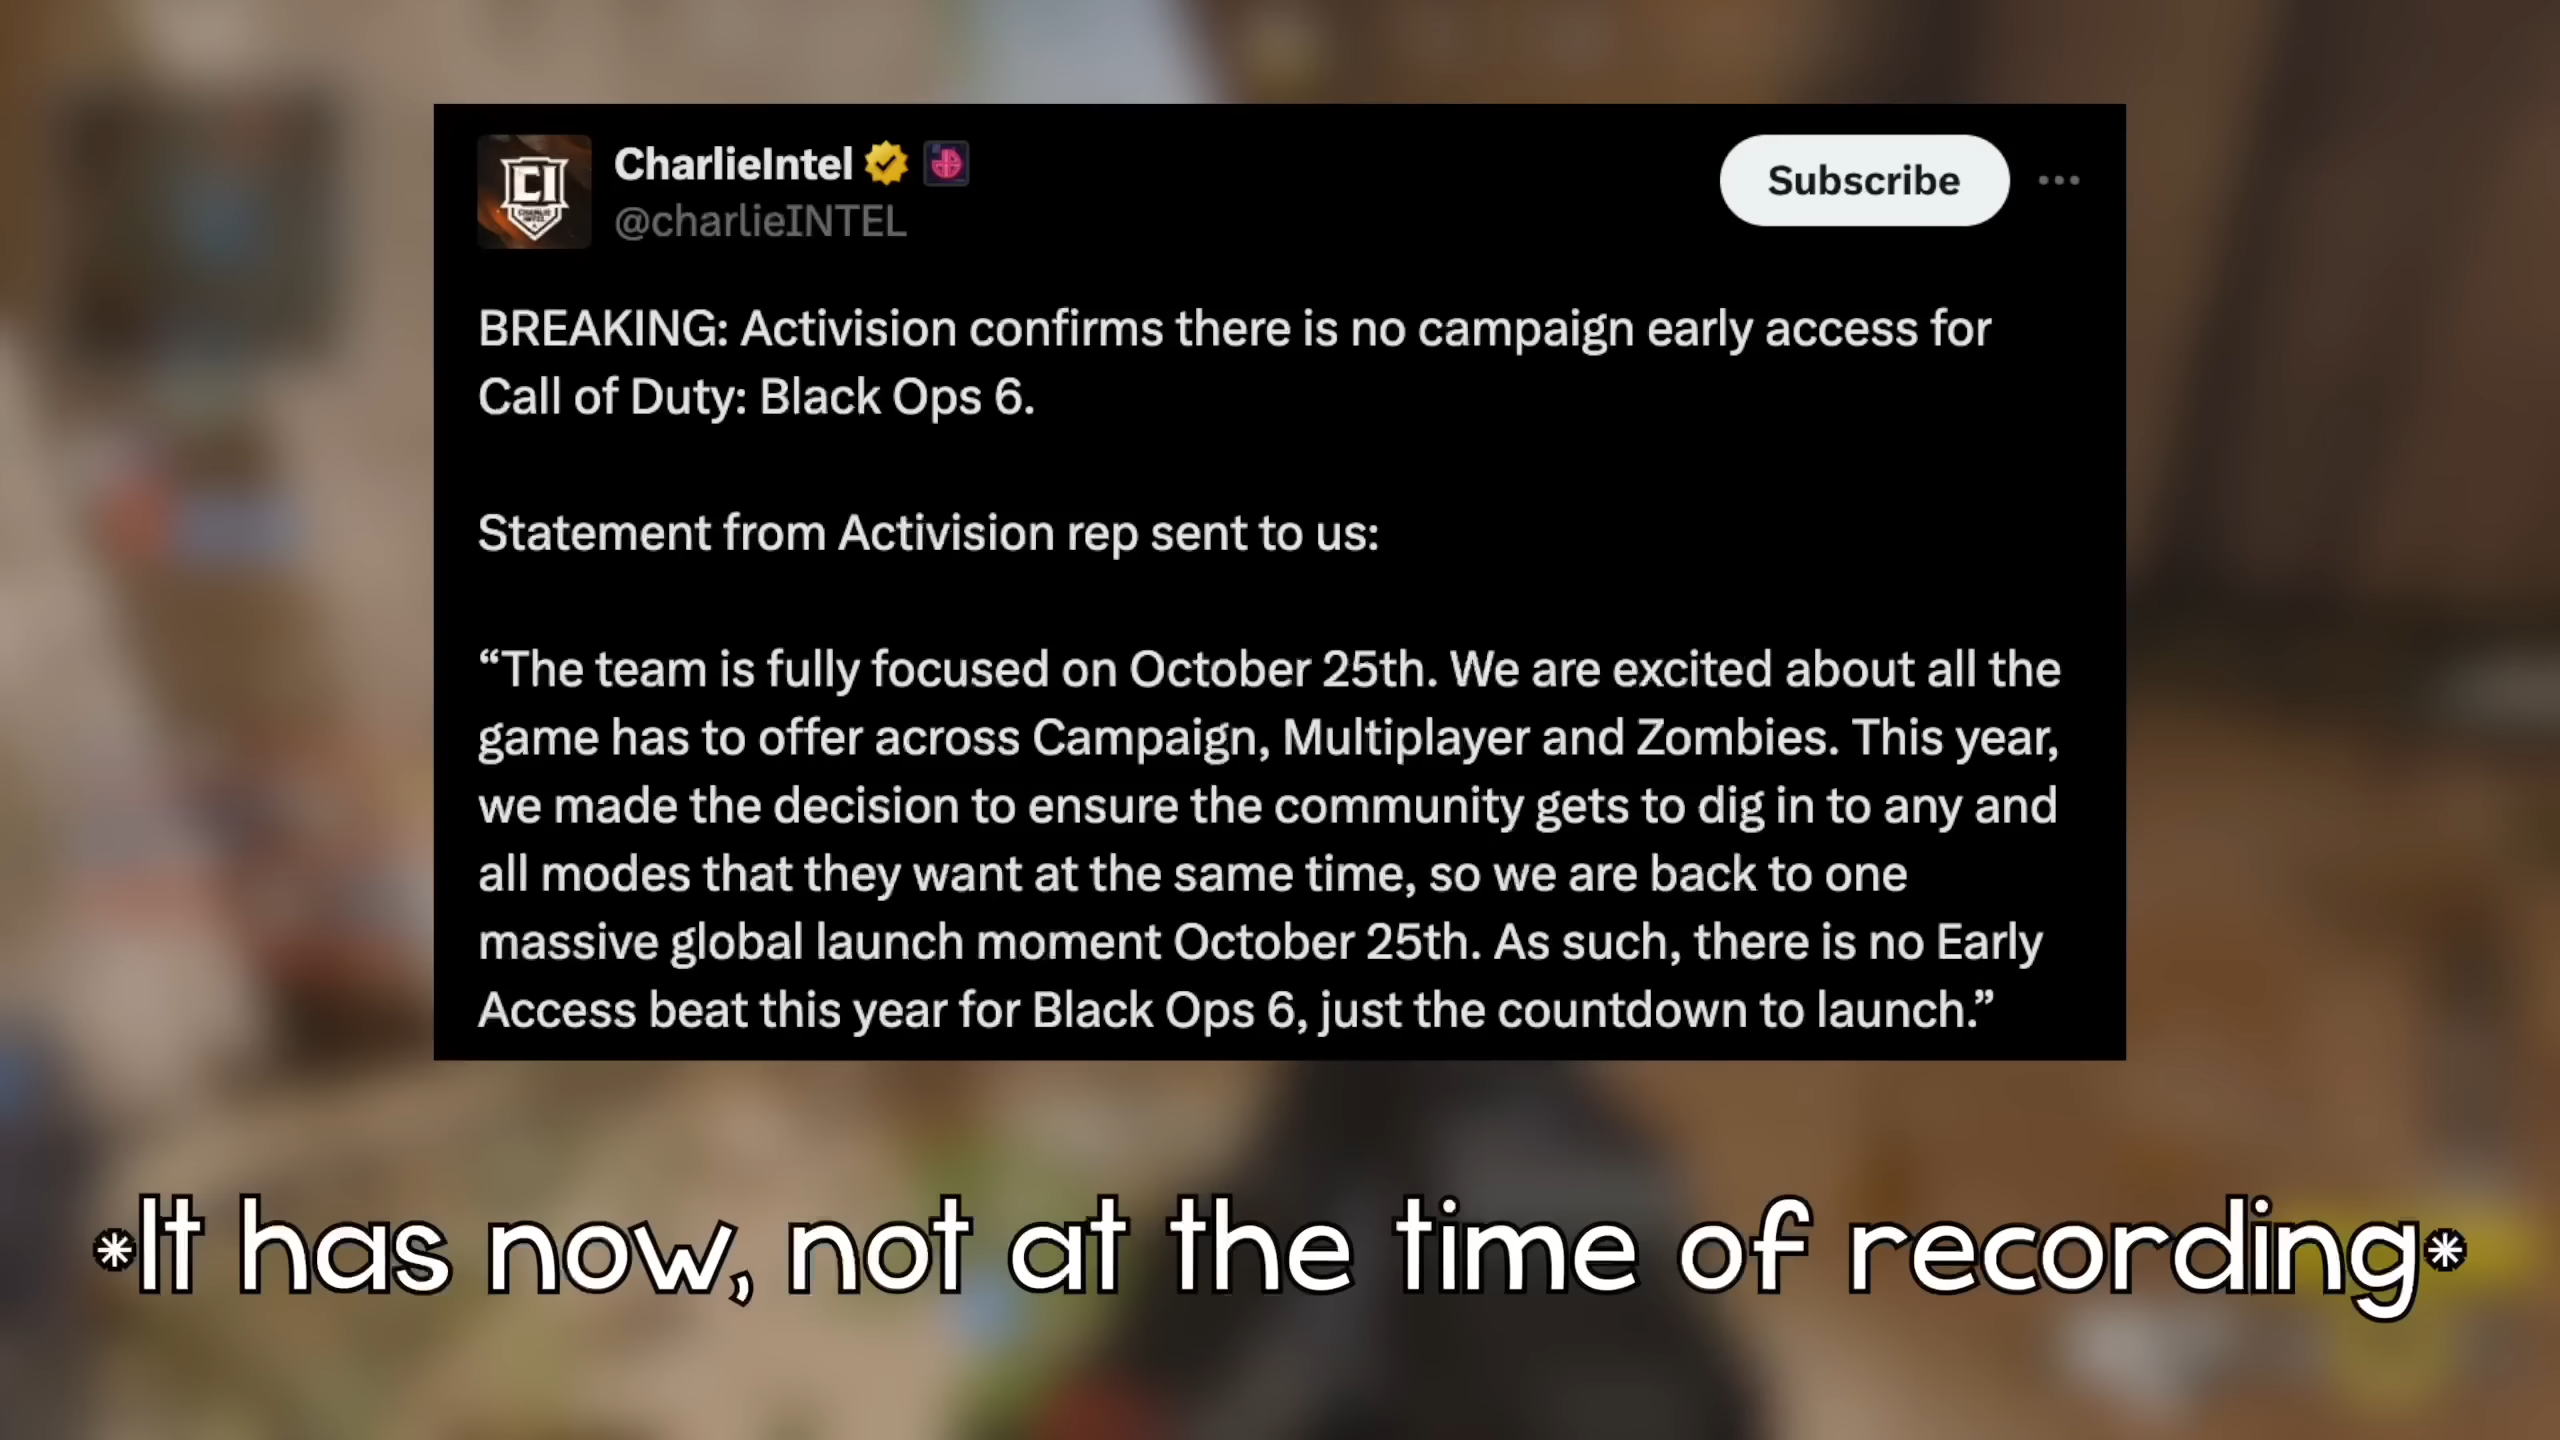 CI
CharlieIntel
@charlieINTEL
Subscribe
BREAKING: Activision confirms there is no campaign early access for
Call of Duty: Black Ops 6.
Statement from Activision rep sent to us:
“The team is fully focused on October 25th. We are excited about all the
game has to offer across Campaign, Multiplayer and Zombies. This year,
we made the decision to ensure the community gets to dig in to any and
all modes that they want at the same time, so we are back to one
massive global launch moment October 25th. As such, there is no Early
Access beat this year for Black Ops 6, just the countdown to launch.”
*It has now, not at the time of recording*